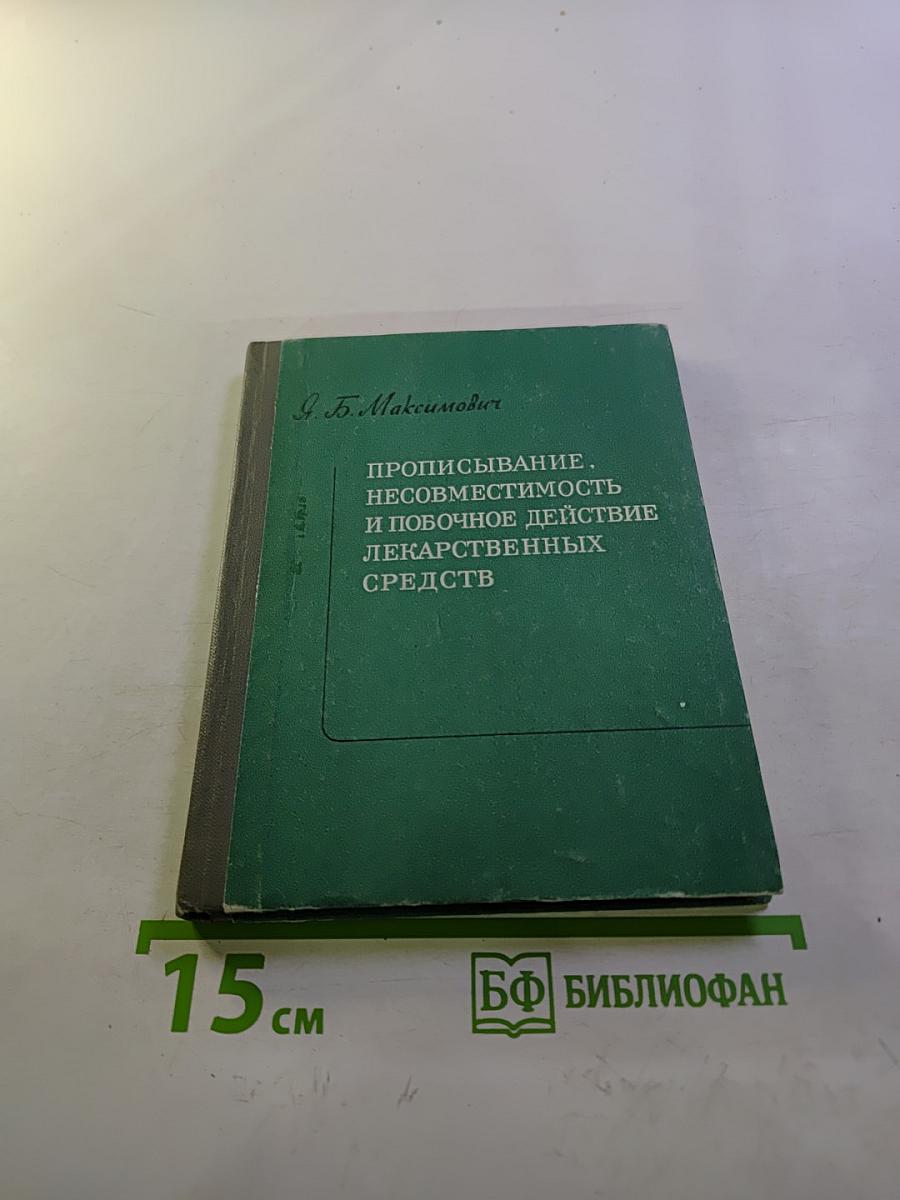 Я. Б. Максимович
ПРОПИСЫВАНИЕ,
НЕСОВМЕСТИМОСТЬ
И ПОБОЧНОЕ ДЕЙСТВИЕ
ЛЕКАРСТВЕННЫХ
СРЕДСТВ
15 см
БФ БИБЛИОФАН